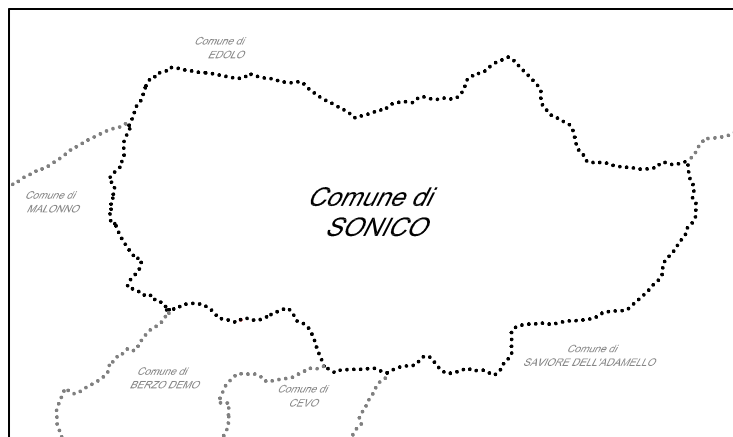 Comune di
EDOLO
Comune di
MALONNO
Comune di
SONICO
Comune di
SAVIORE DELL'ADAMELLO
Comune di
BERZO DEMO
Comune di
CEVO